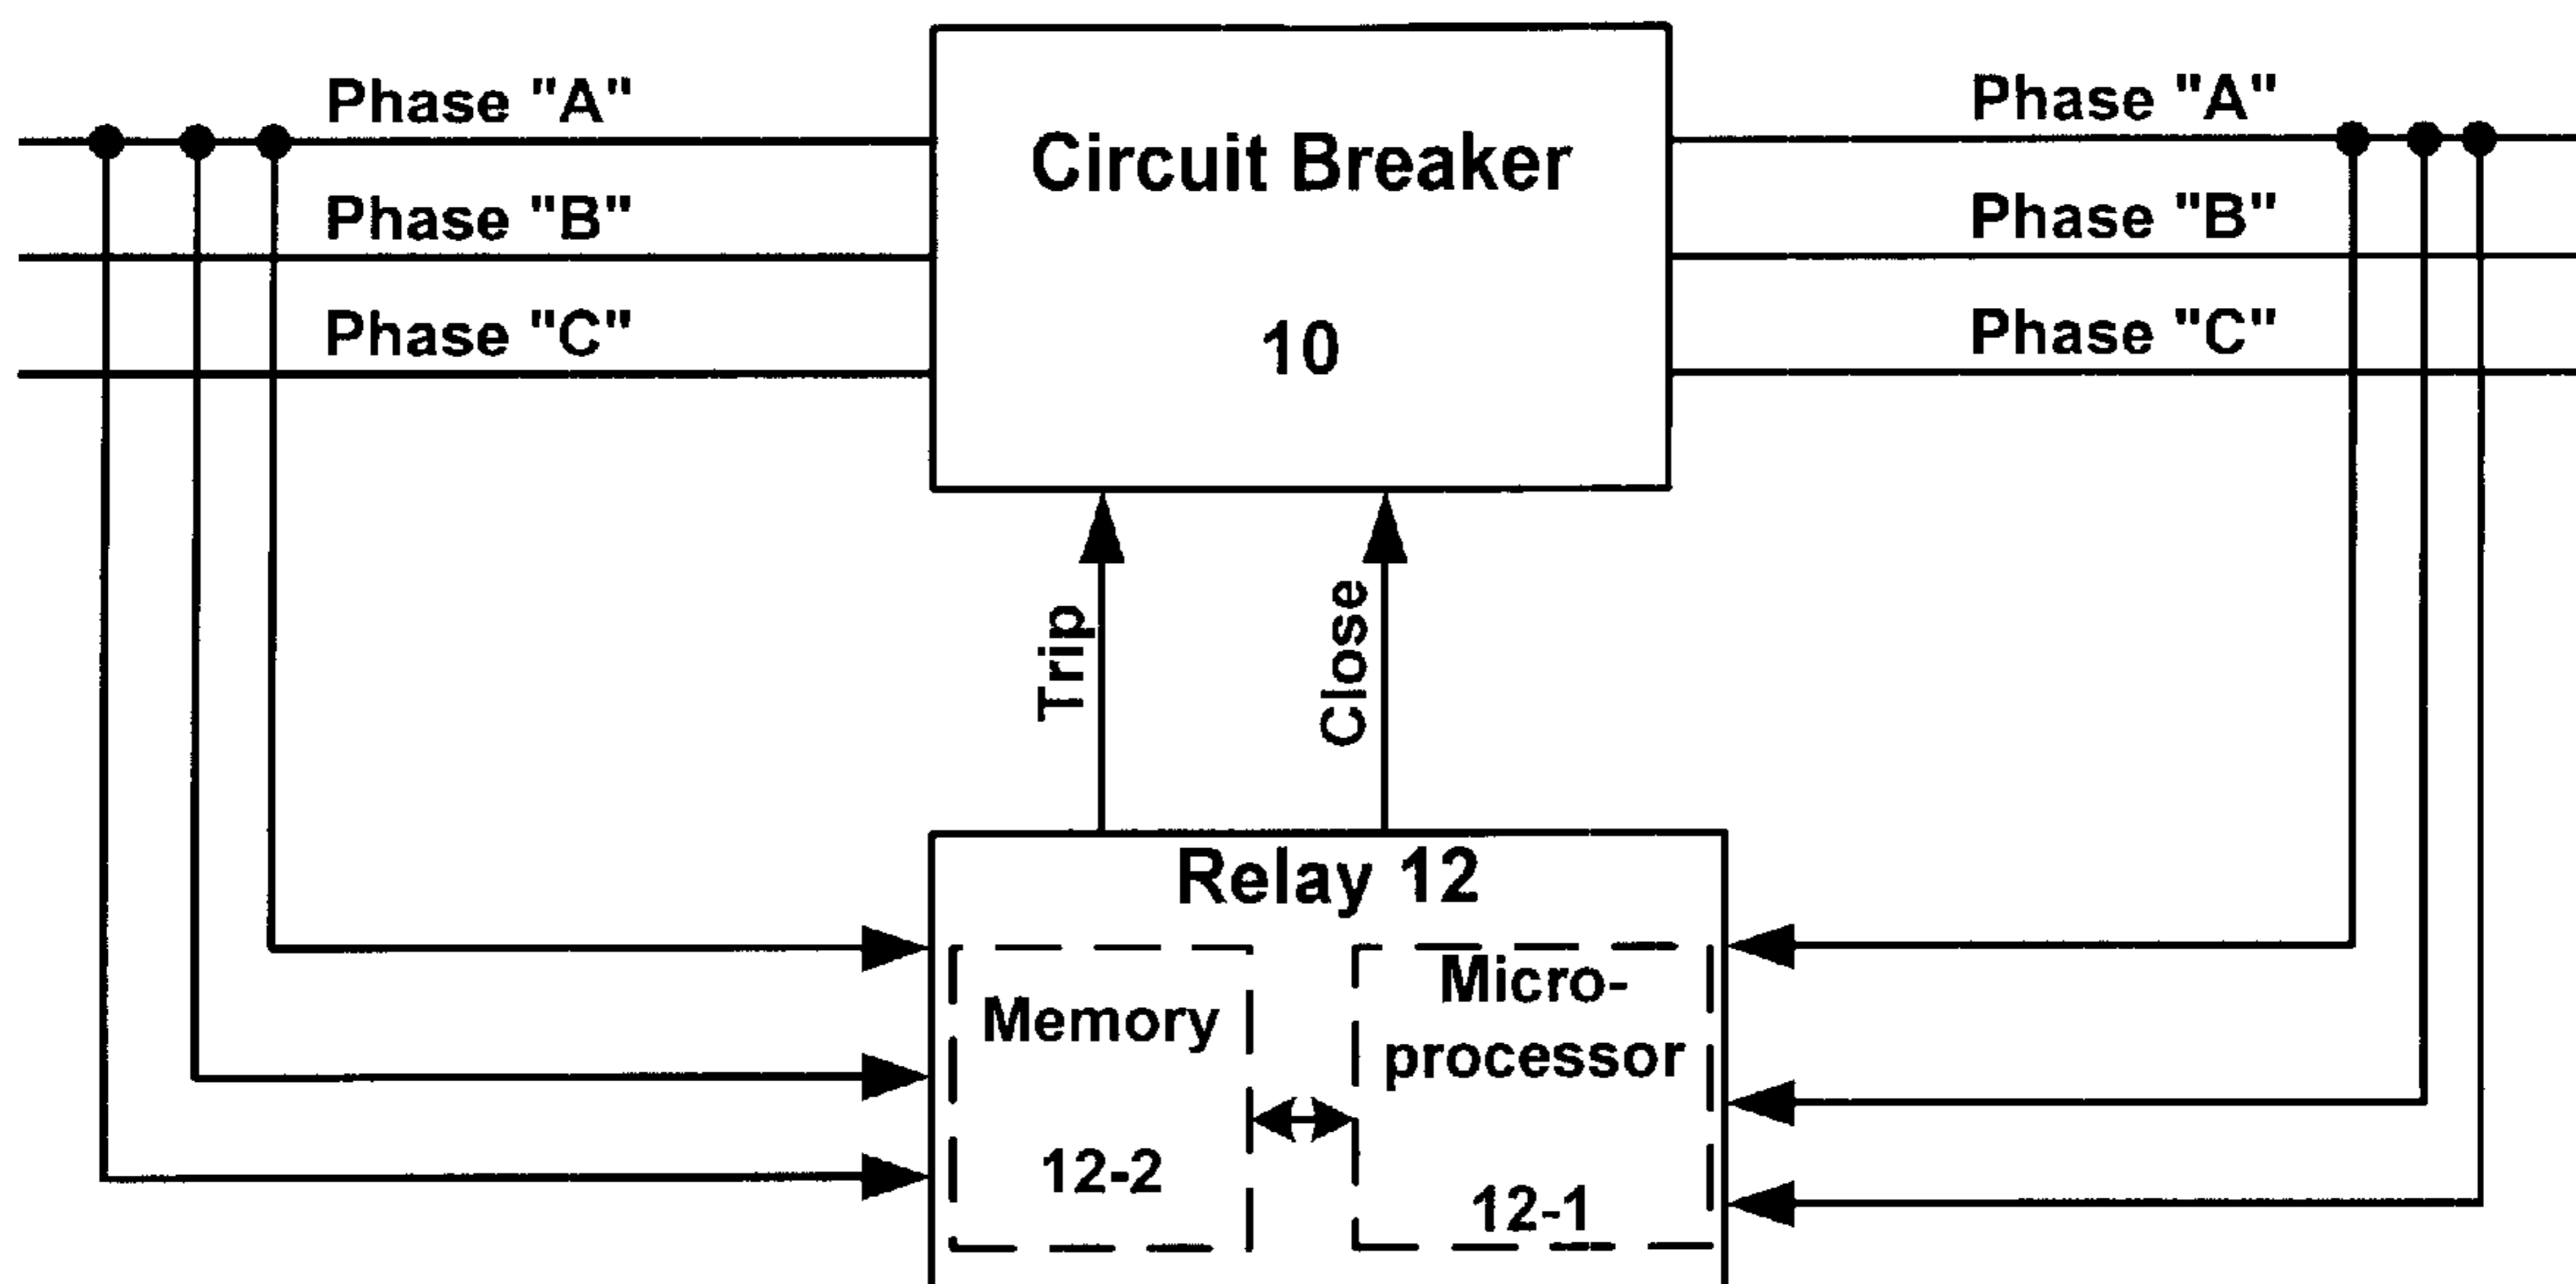 Phase "A"
Phase "B"
Phase "C"
Circuit Breaker
10
Phase "A"
Phase "B"
Phase "C"
Trip
Close
Relay 12
Memory
12-2
Micro-
processor
12-1